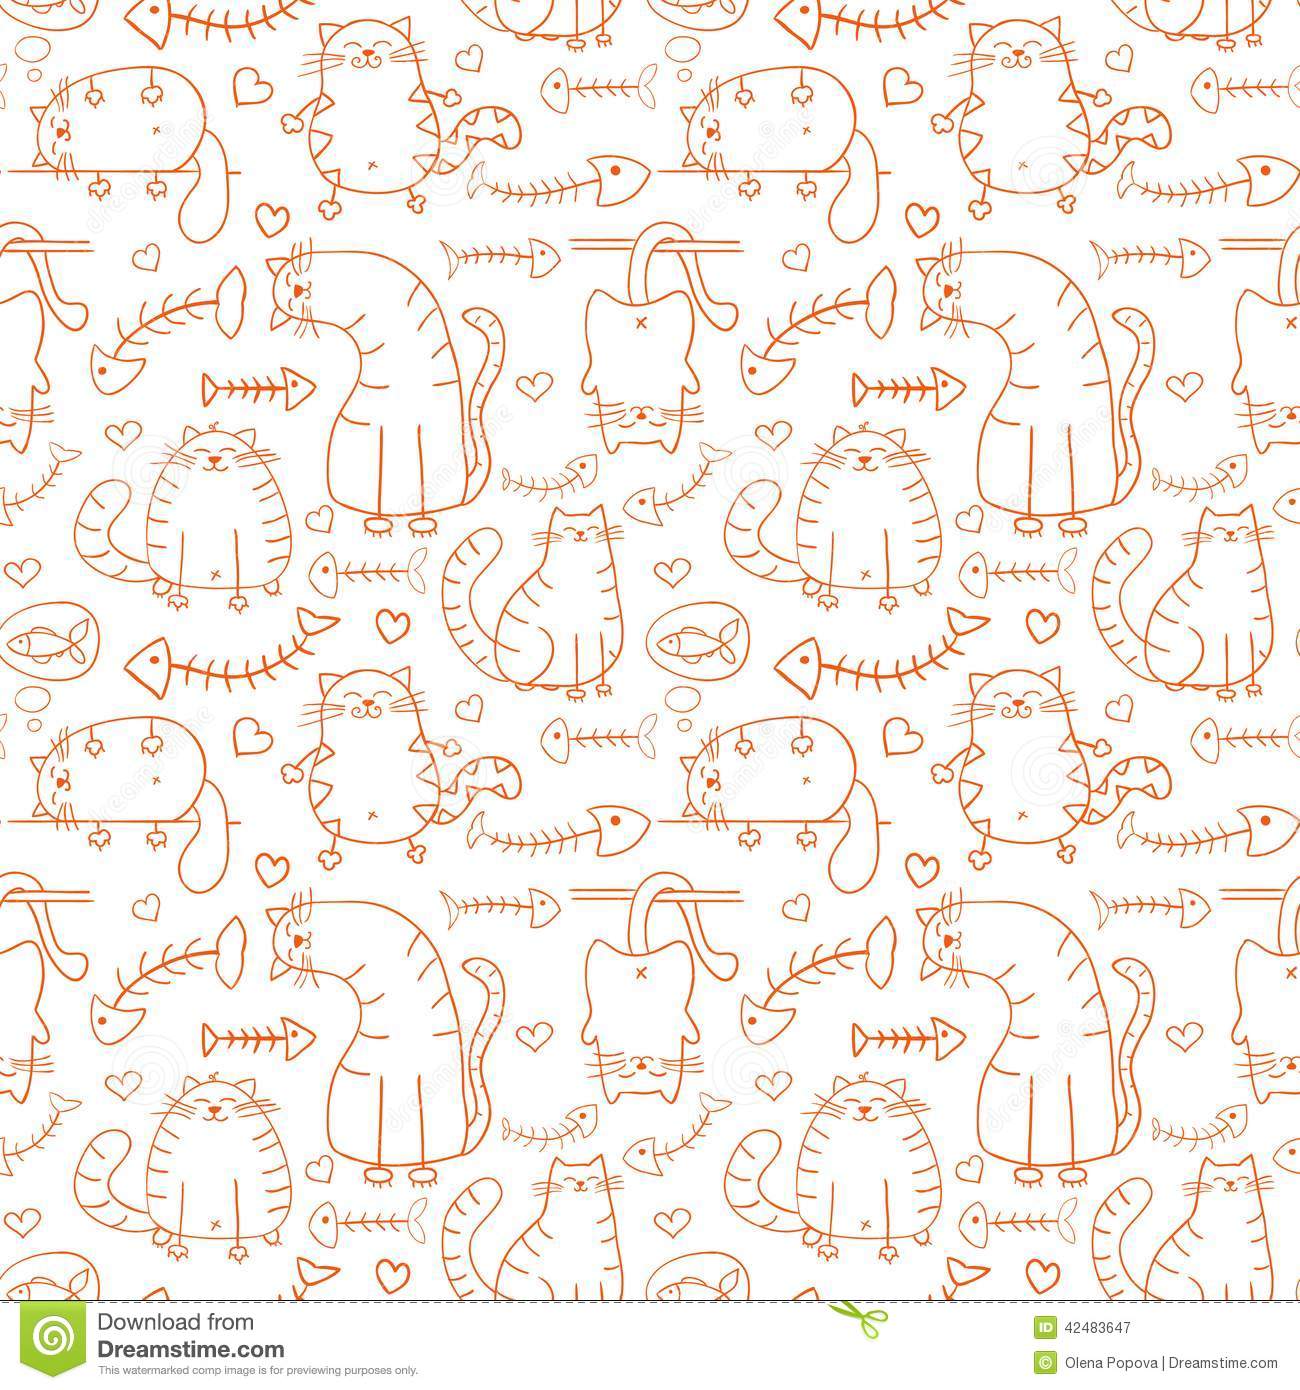 Download from
Dreamstime.com
This watermarked comp image is for previewing purposes only.
ID 42483647
© Olena Popova | Dreamstime.com